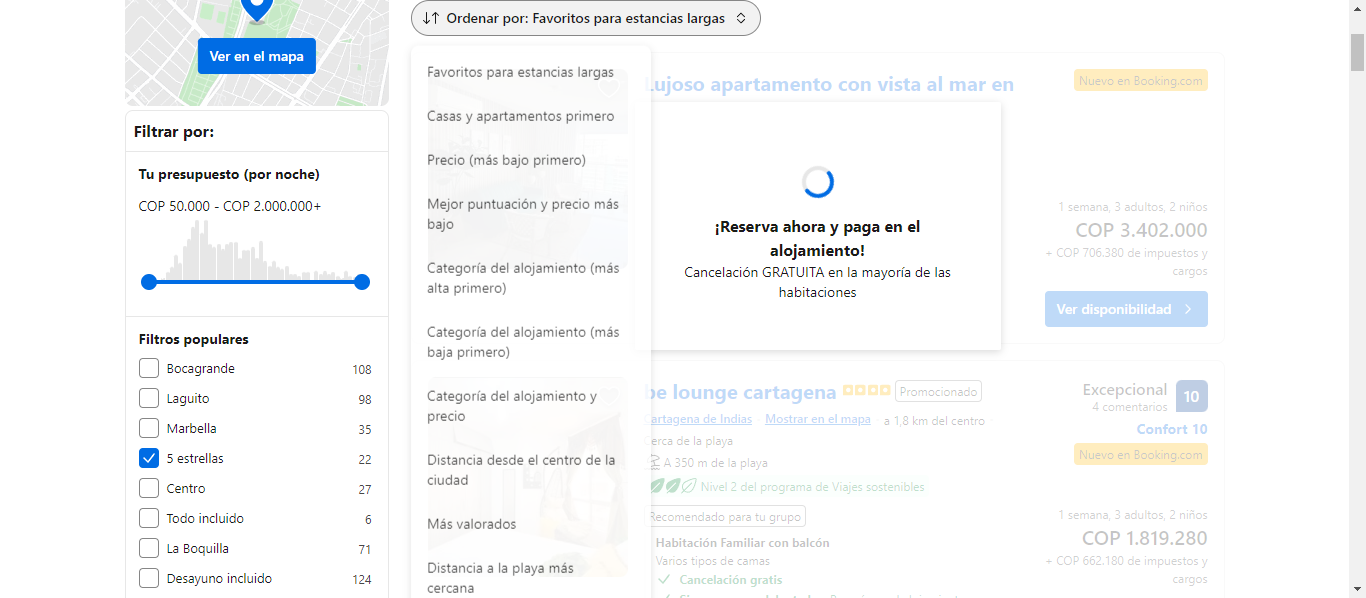 Ver en el mapa
Filtrar por:
Tu presupuesto (por noche)
COP 50.000 - COP 2.000.000+
Filtros populares
Bocagrande 108
Laguito 98
Marbella 35
5 estrellas 22
Centro 27
Todo incluido 6
La Boquilla 71
Desayuno incluido 124
Ordenar por: Favoritos para estancias largas
Favoritos para estancias largas
Casas y apartamentos primero
Precio (más bajo primero)
Mejor puntuación y precio más
bajo
Categoría del alojamiento (más
alta primero)
Categoría del alojamiento (más
baja primero)
Categoría del alojamiento y
precio
Distancia desde el centro de la
ciudad
Más valorados
Distancia a la playa más
cercana
Lujoso apartamento con vista al mar en
Nuevo en Booking.com
¡Reserva ahora y paga en el
alojamiento!
Cancelación GRATUITA en la mayoría de las
habitaciones
1 semana, 3 adultos, 2 niños
COP 3.402.000
+ COP 706.380 de impuestos y
cargos
Ver disponibilidad
be lounge cartagena Promocionado
Cartagena de Indias Mostrar en el mapa a 1,8 km del centro
Cerca de la playa
A 350 m de la playa
Nivel 2 del programa de Viajes sostenibles
Recomendado para tu grupo
Habitación Familiar con balcón
Varios tipos de camas
Cancelación gratis
Excepcional 10
4 comentarios
Confort 10
Nuevo en Booking.com
1 semana, 3 adultos, 2 niños
COP 1.819.280
+ COP 662.180 de impuestos y
cargos